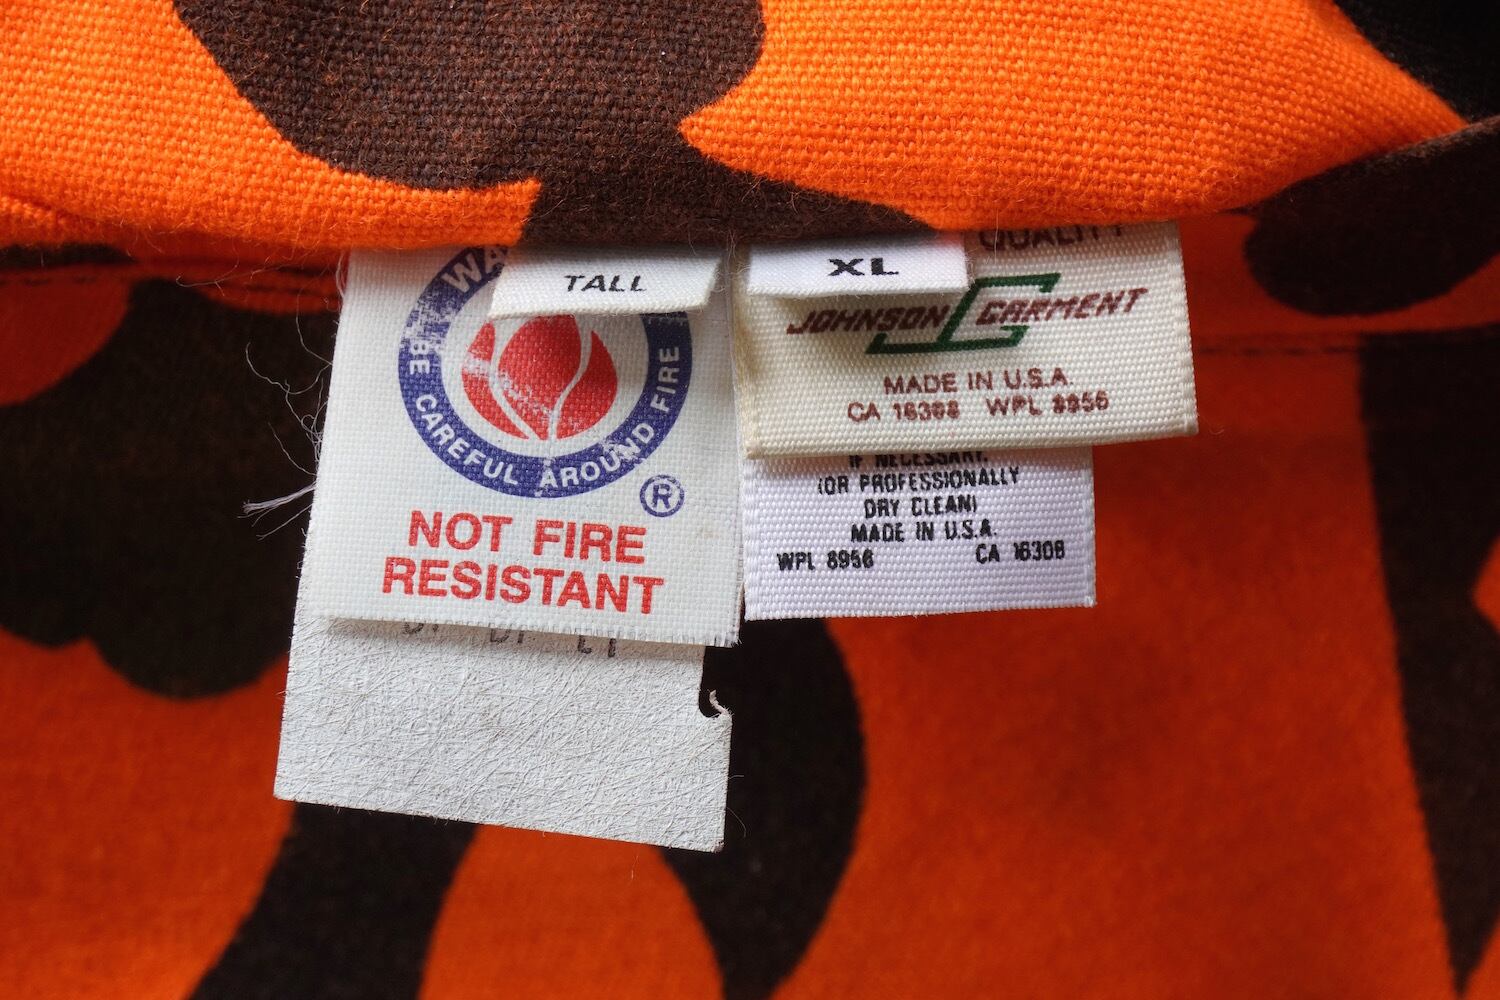 TALL
BE CAREFUL AROUND FIRE
®
NOT FIRE
RESISTANT
XL
QUALITY
JOHNSON GARMENT
MADE IN U.S.A.
CA 16308 WPL 8956
IF NECESSARY.
(OR PROFESSIONALLY
DRY CLEAN)
MADE IN U.S.A.
WPL 8956 CA 16308